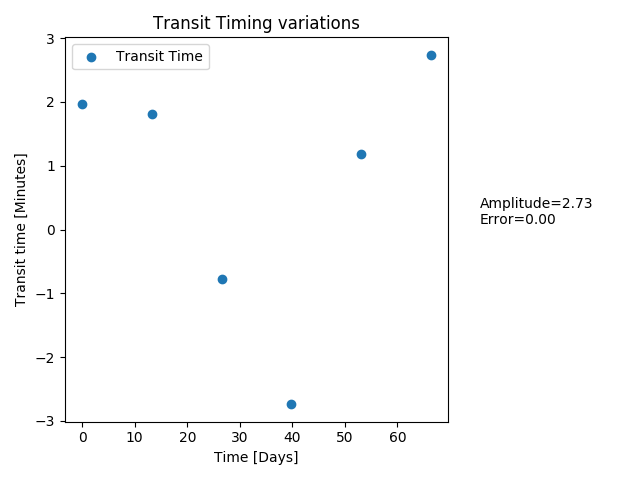 Transit Timing variations
Transit Time
Transit time [Minutes]
3
2
1
0
−1
−2
−3
0 10 20 30 40 50 60
Time [Days]
Amplitude=2.73
Error=0.00